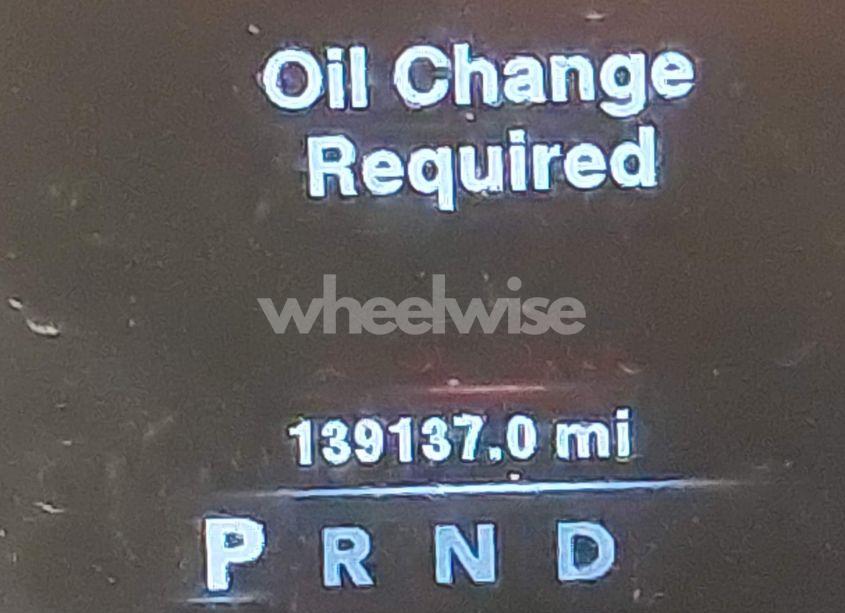 Oil Change
Required
wheelwise
139137.0 mi
P R N D